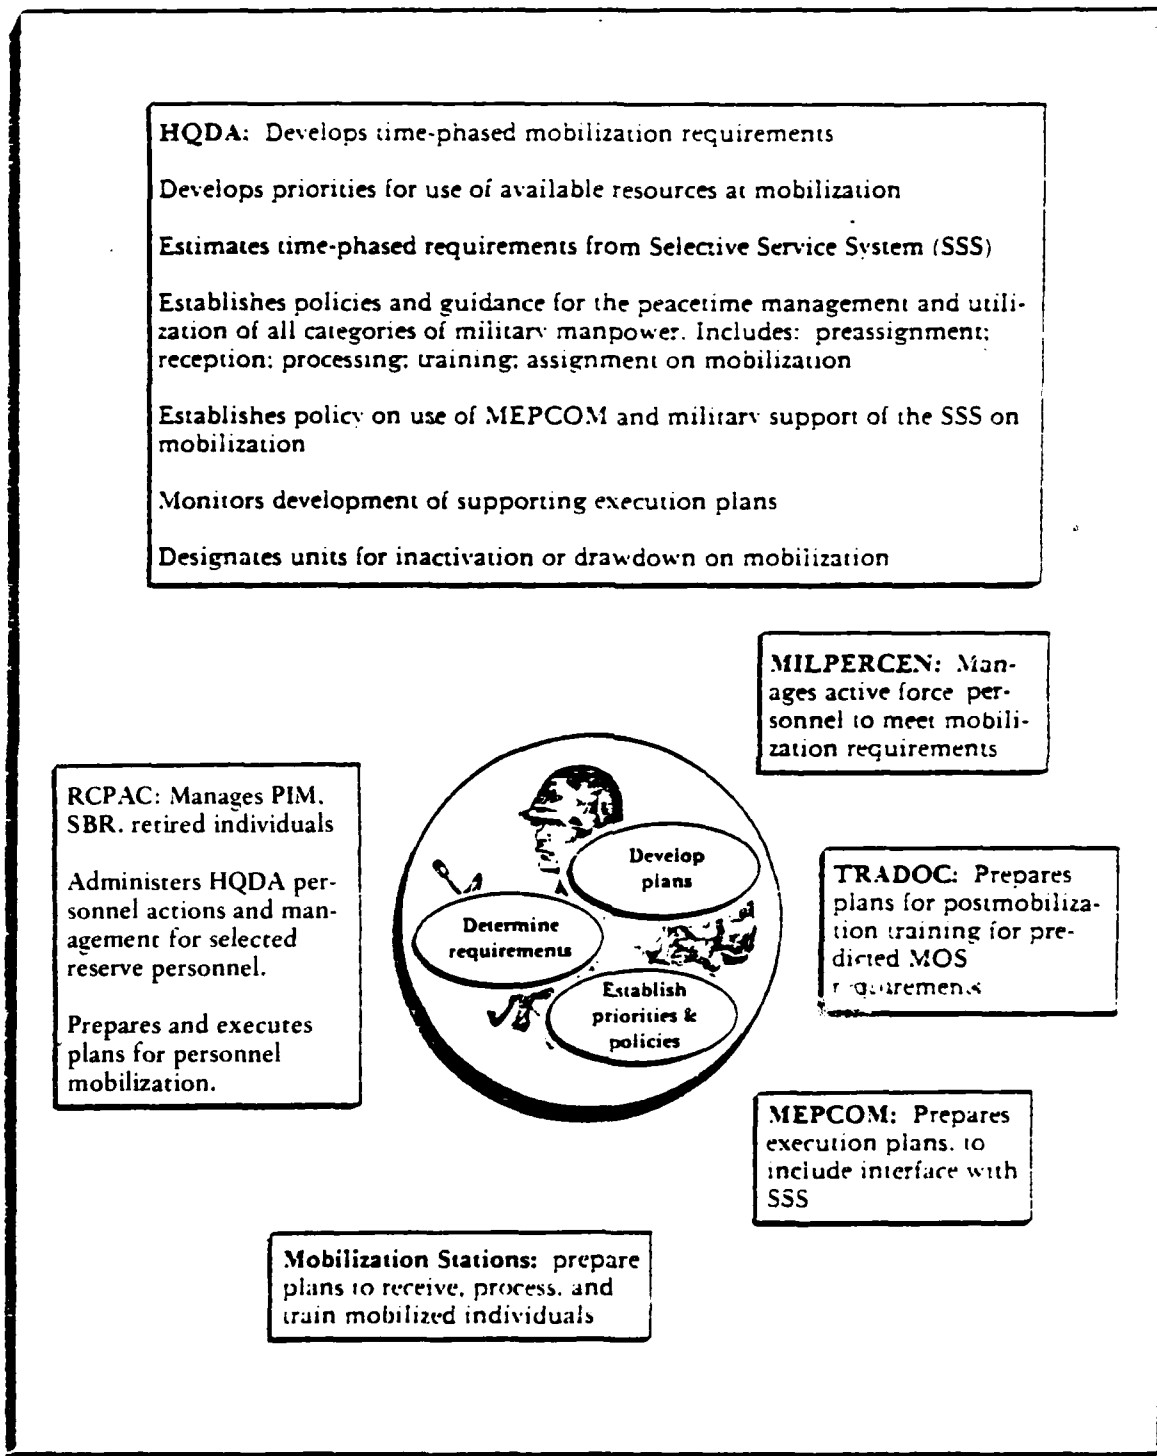 HQDA: Develops time-phased mobilization requirements
Develops priorities for use of available resources at mobilization
Estimates time-phased requirements from Selective Service System (SSS)
Establishes policies and guidance for the peacetime management and utili-
zation of all categories of military manpower. Includes: preassignment;
reception; processing; training; assignment on mobilization
Establishes policy on use of MEPCOM and military support of the SSS on
mobilization
Monitors development of supporting execution plans
Designates units for inactivation or drawdown on mobilization
MILPERCEN: Man-
ages active force per-
sonnel to meet mobili-
zation requirements
RCPAC: Manages PIM,
SBR, retired individuals
Administers HQDA per-
sonnel actions and man-
agement for selected
reserve personnel.
Prepares and executes
plans for personnel
mobilization.
Develop
plans
Determine
requirements
Establish
priorities &
policies
TRADOC: Prepares
plans for postmobiliza-
tion training for pre-
dicted MOS
requirements
MEPCOM: Prepares
execution plans, to
include interface with
SSS
Mobilization Stations: prepare
plans to receive, process, and
train mobilized individuals